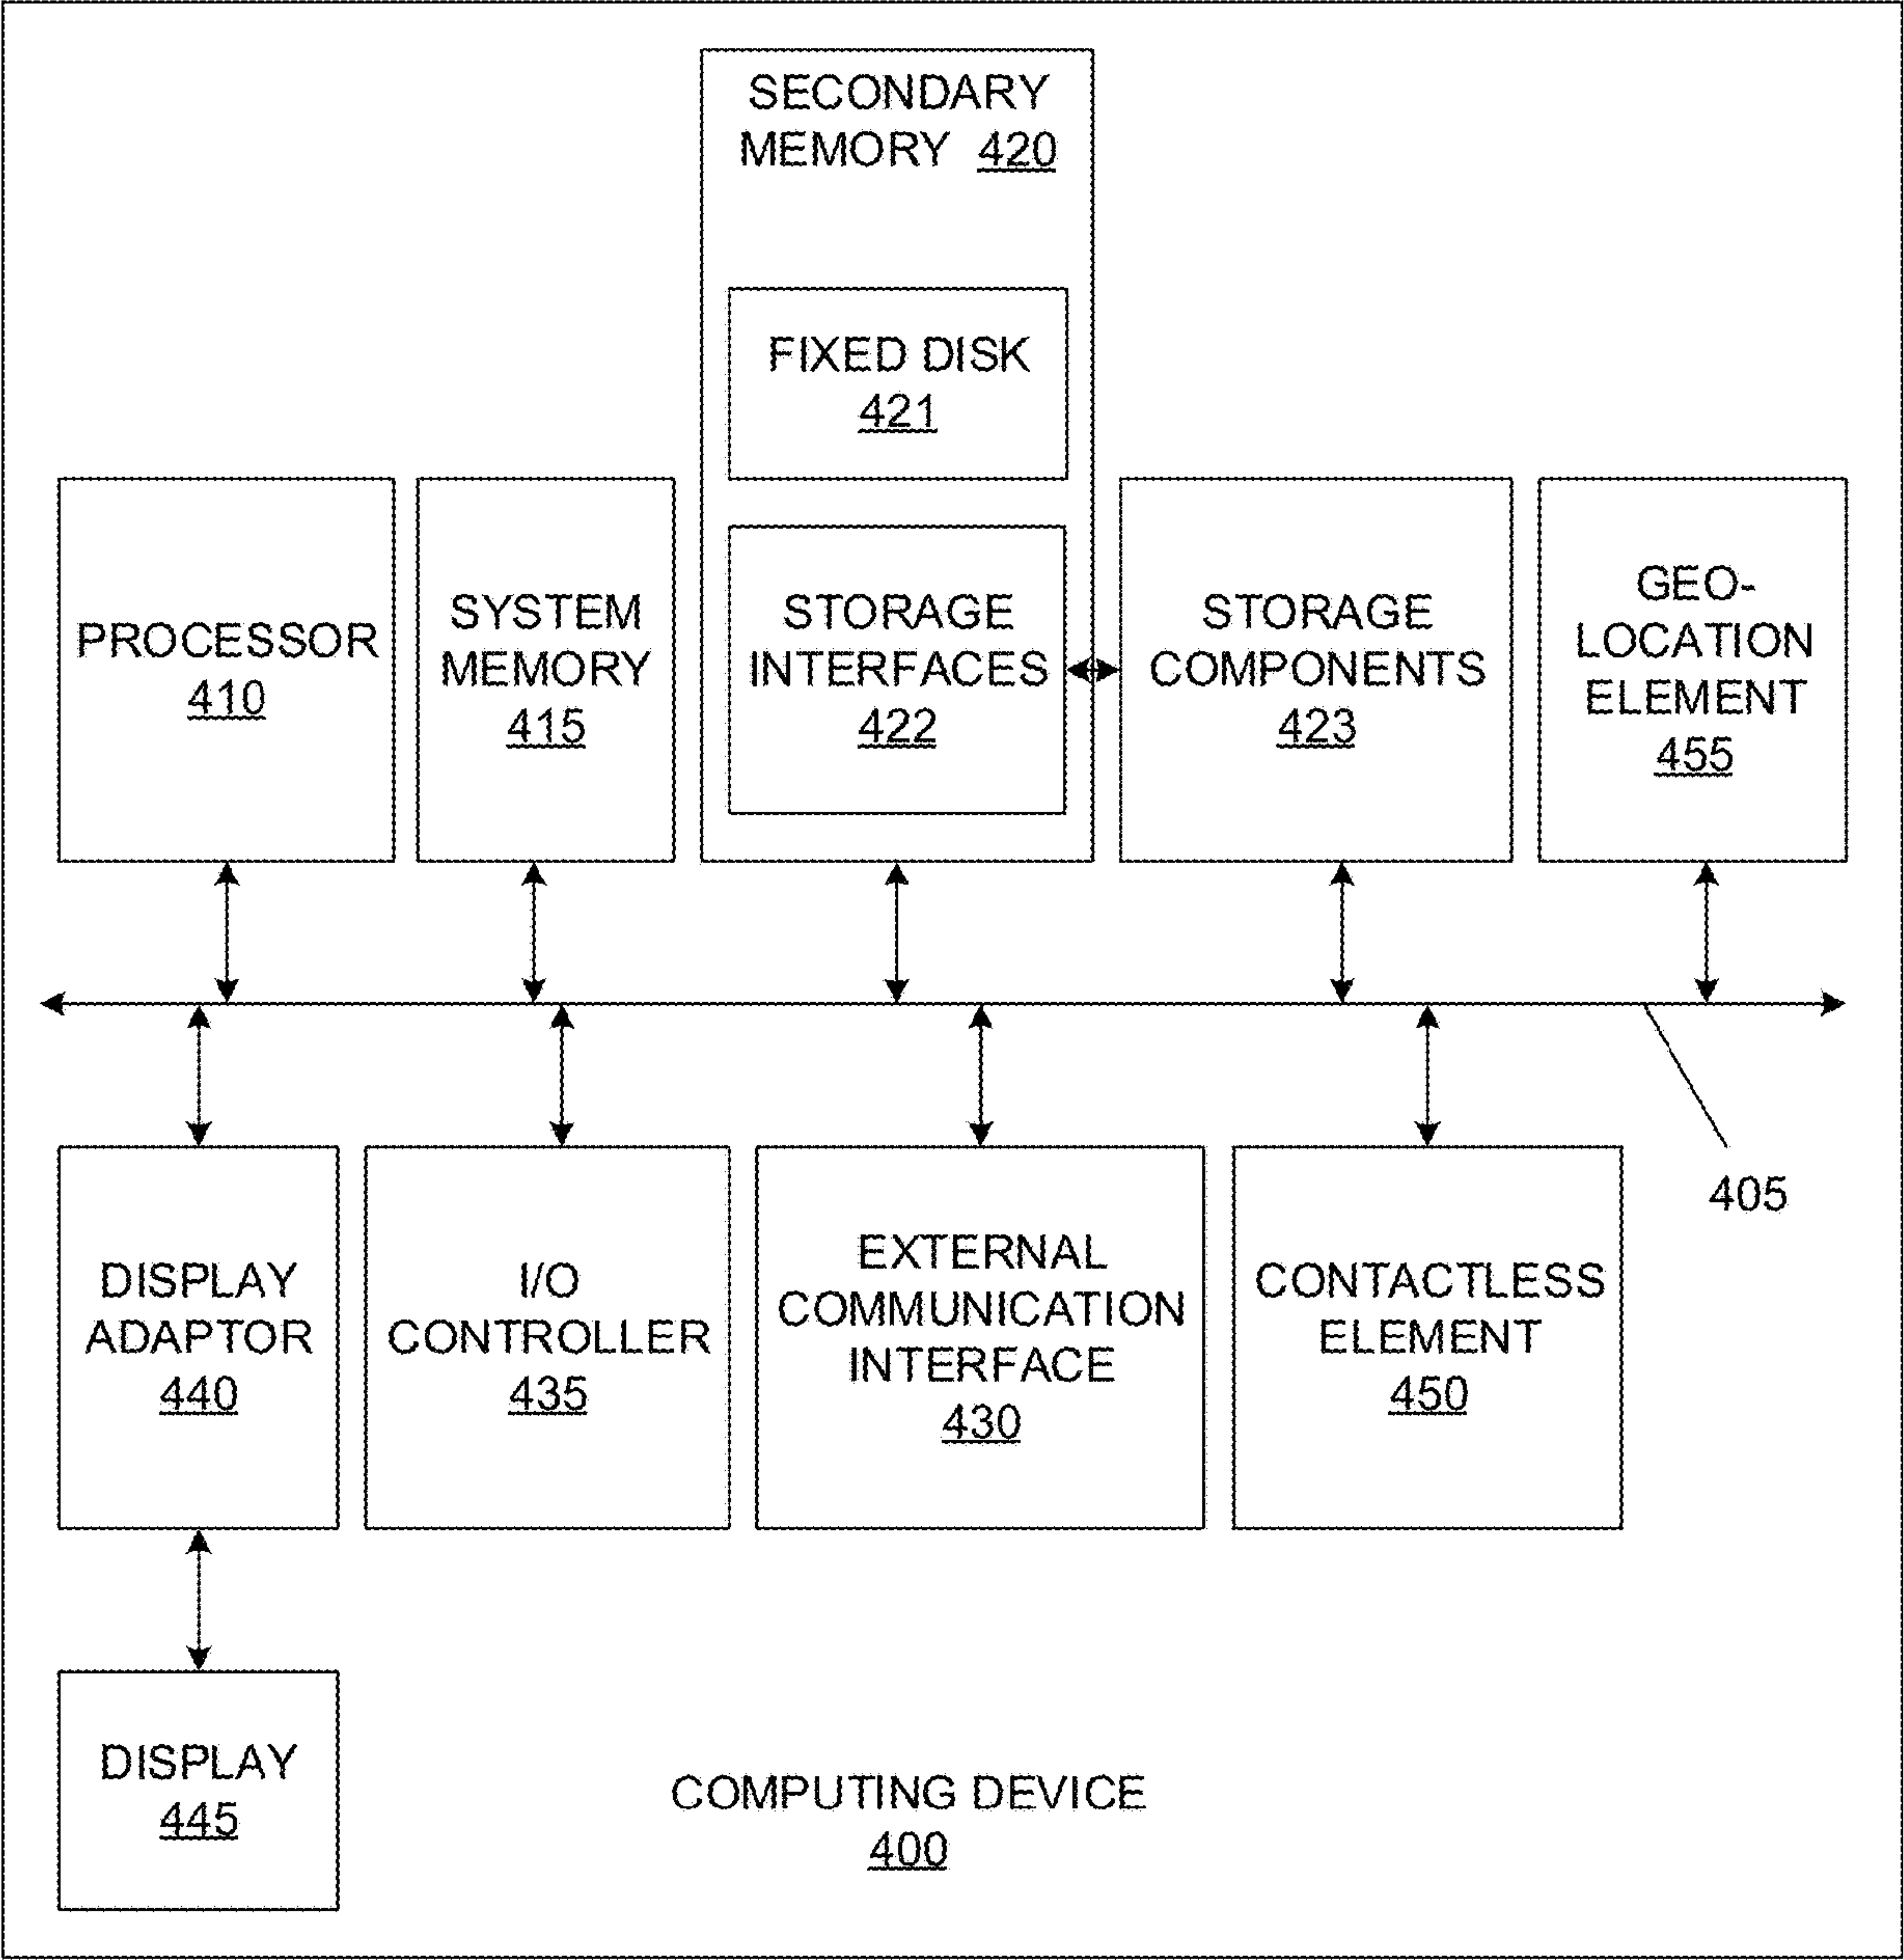 SECONDARY
MEMORY 420
FIXED DISK
421
PROCESSOR
410
SYSTEM
MEMORY
415
STORAGE
INTERFACES
422
STORAGE
COMPONENTS
423
GEO-
LOCATION
ELEMENT
455
405
DISPLAY
ADAPTOR
440
I/O
CONTROLLER
435
EXTERNAL
COMMUNICATION
INTERFACE
430
CONTACTLESS
ELEMENT
450
DISPLAY
445
COMPUTING DEVICE
400